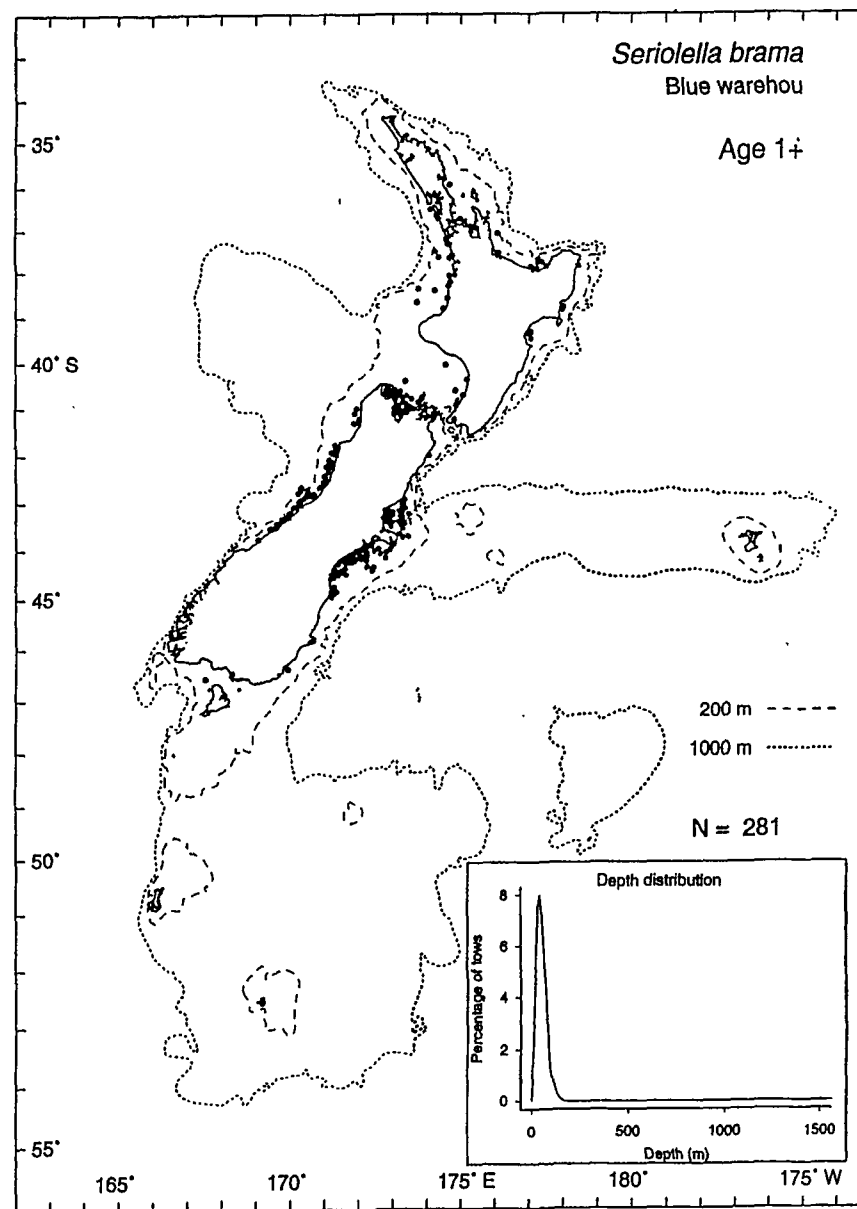 Seriolella brama
Blue warehou
Age 1+
35°
40° S
45°
200 m
1000 m
N = 281
50°
Depth distribution
8
6
4
2
0
Percentage of tows
0 500 1000 1500
Depth (m)
55°
165° 170° 175° E 180° 175° W